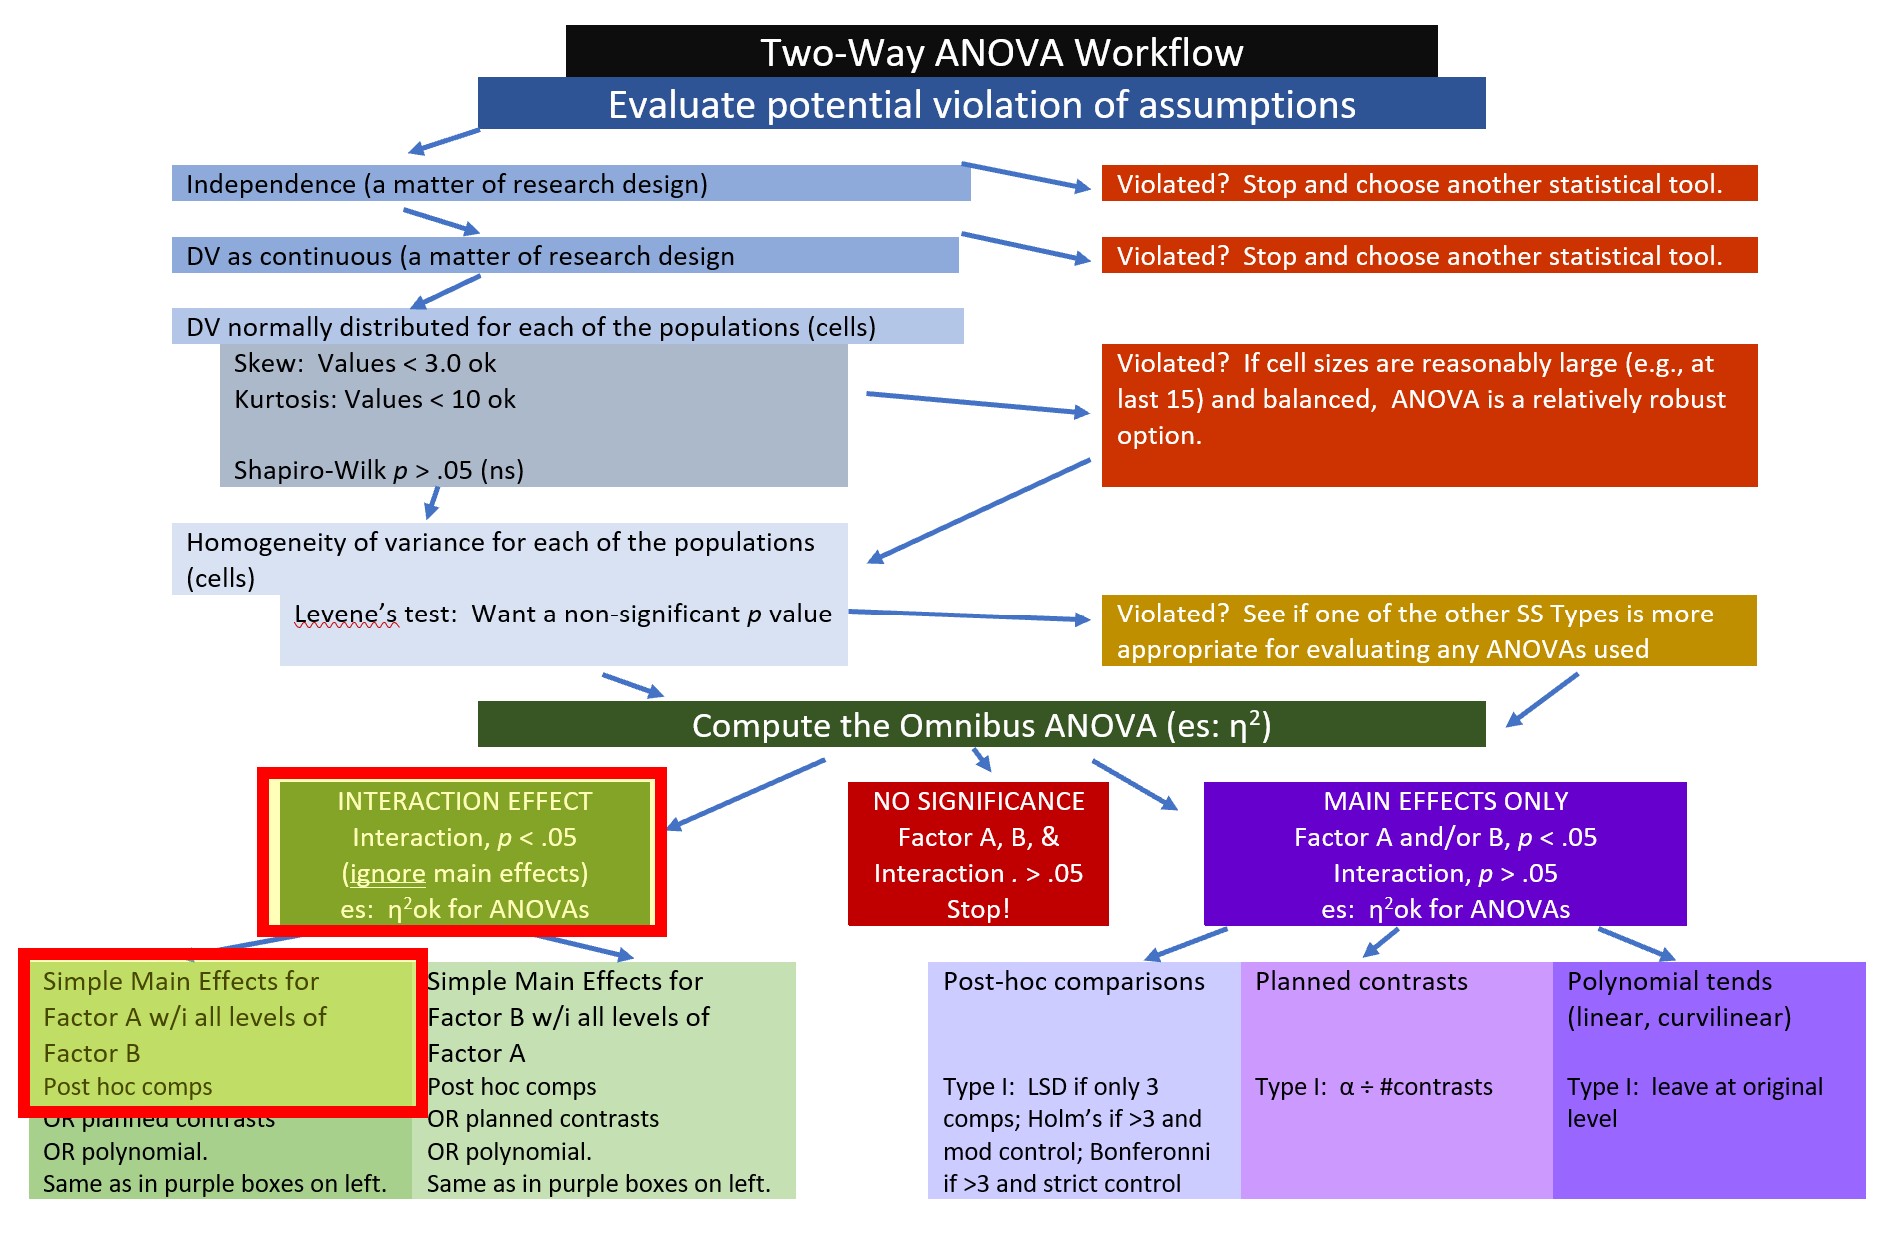 Two-Way ANOVA Workflow
Evaluate potential violation of assumptions
Independence (a matter of research design)
Violated?  Stop and choose another statistical tool.
DV as continuous (a matter of research design
Violated?  Stop and choose another statistical tool.
DV normally distributed for each of the populations (cells)
Skew:  Values < 3.0 ok
Kurtosis: Values < 10 ok
Shapiro-Wilk p > .05 (ns)
Violated?  If cell sizes are reasonably large (e.g., at
last 15) and balanced,  ANOVA is a relatively robust
option.
Homogeneity of variance for each of the populations
(cells)
Levene’s test:  Want a non-significant p value
Violated?  See if one of the other SS Types is more
appropriate for evaluating any ANOVAs used
Compute the Omnibus ANOVA (es: η²)
INTERACTION EFFECT
Interaction, p < .05
(ignore main effects)
es:  η²ok for ANOVAs
NO SIGNIFICANCE
Factor A, B, &
Interaction . > .05
Stop!
MAIN EFFECTS ONLY
Factor A and/or B, p < .05
Interaction, p > .05
es:  η²ok for ANOVAs
Simple Main Effects for
Factor A w/i all levels of
Factor B
Post hoc comps
OR planned contrasts
OR polynomial.
Same as in purple boxes on left.
Simple Main Effects for
Factor B w/i all levels of
Factor A
Post hoc comps
OR planned contrasts
OR polynomial.
Same as in purple boxes on left.
Post-hoc comparisons
Type I:  LSD if only 3
comps; Holm’s if >3 and
mod control; Bonferonni
if >3 and strict control
Planned contrasts
Type I:  α ÷ #contrasts
Polynomial tends
(linear, curvilinear)
Type I:  leave at original
level